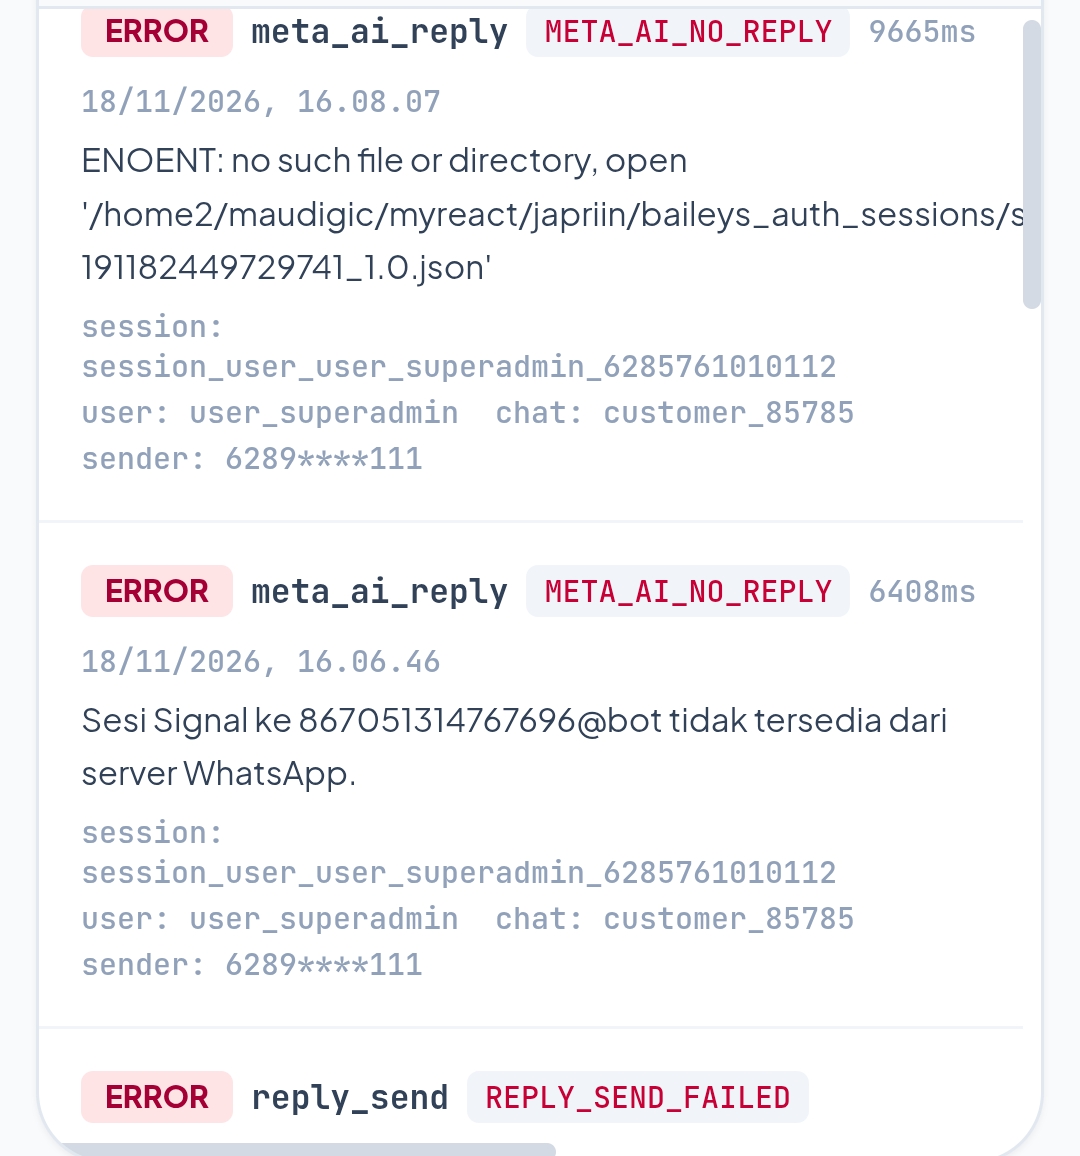 ERROR meta_ai_reply META_AI_NO_REPLY 9665ms
18/11/2026, 16.08.07
ENOENT: no such file or directory, open
'/home2/maudigic/myreact/japriin/baileys_auth_sessions/s
191182449729741_1.0.json'
session:
session_user_user_superadmin_6285761010112
user: user_superadmin chat: customer_85785
sender: 6289****111
ERROR meta_ai_reply META_AI_NO_REPLY 6408ms
18/11/2026, 16.06.46
Sesi Signal ke 867051314767696@bot tidak tersedia dari
server WhatsApp.
session:
session_user_user_superadmin_6285761010112
user: user_superadmin chat: customer_85785
sender: 6289****111
ERROR reply_send REPLY_SEND_FAILED